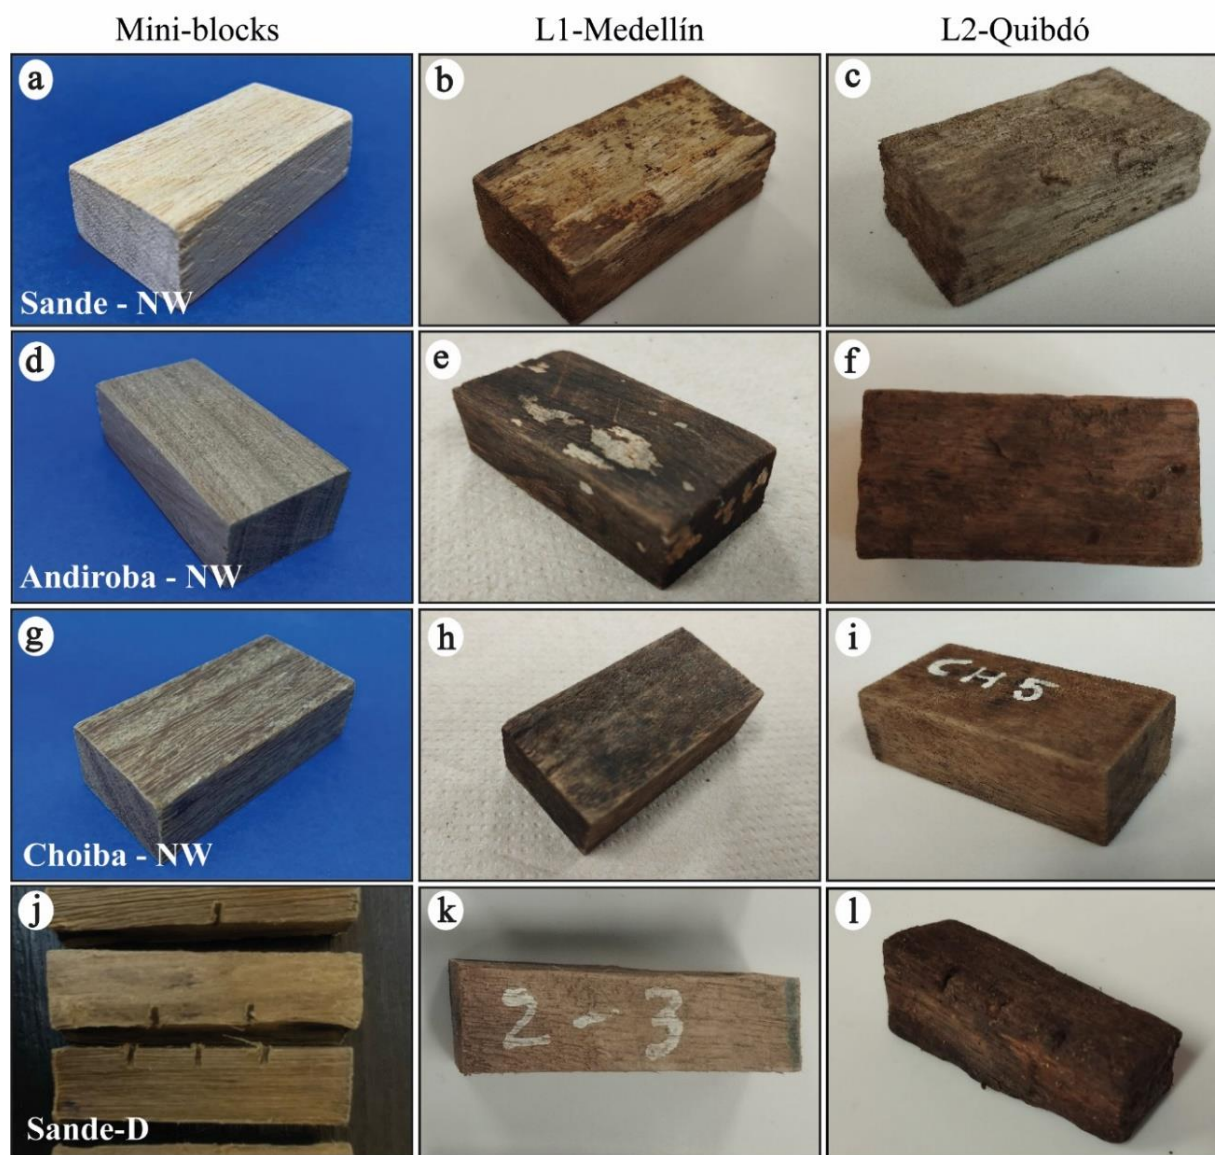 Mini-blocks
L1-Medellín
L2-Quibdó
a
b
c
Sande - NW
d
e
f
Andiroba - NW
g
h
i
CH5
Choiba - NW
j
k
l
2-3
Sande-D